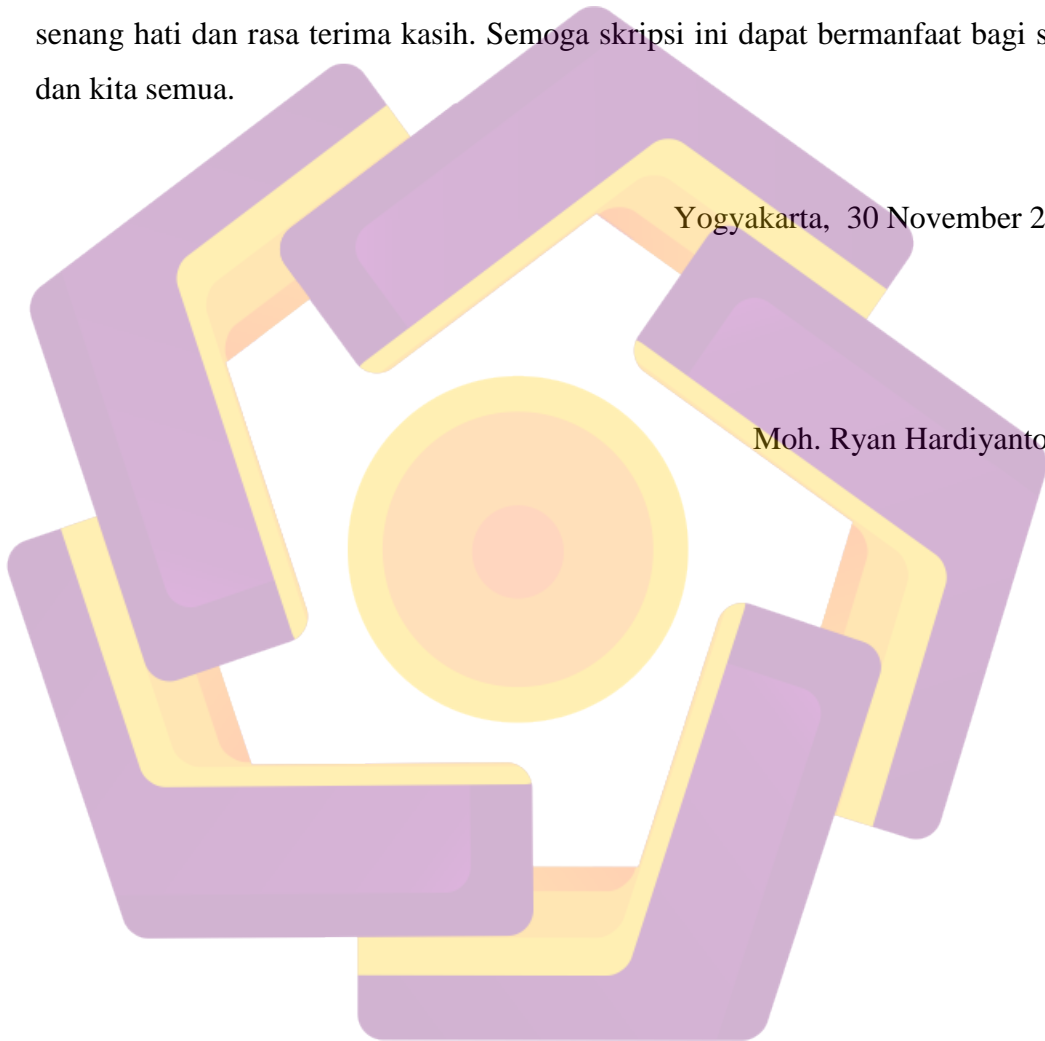 senang hati dan rasa terima kasih. Semoga skripsi ini dapat bermanfaat bagi s
dan kita semua.
Yogyakarta, 30 November 2
Moh. Ryan Hardiyanto